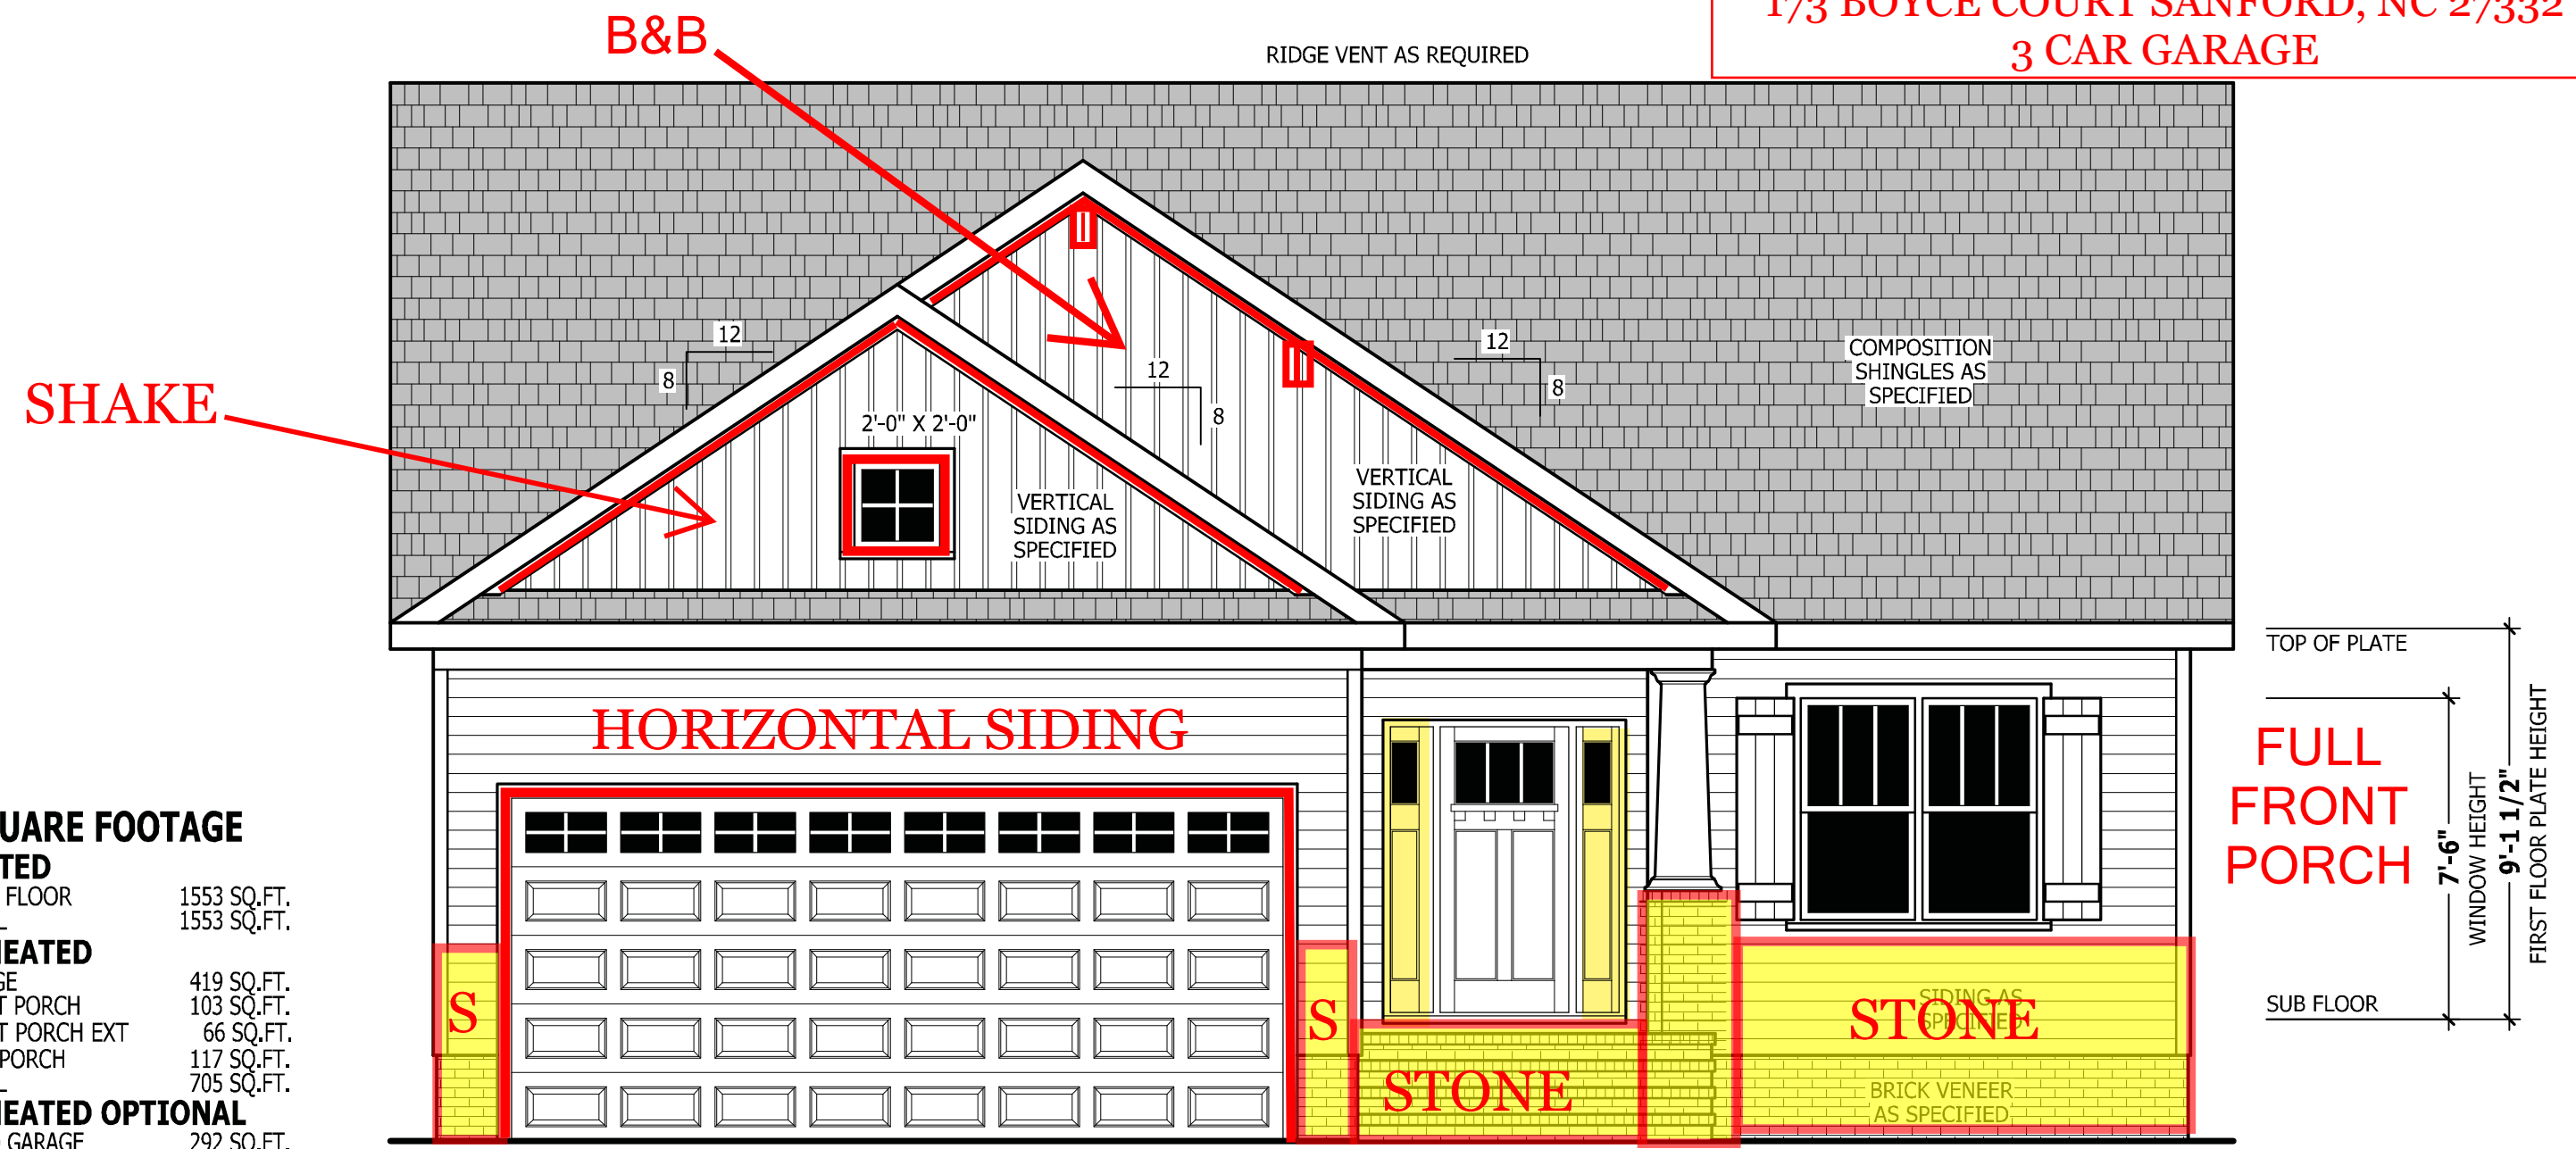 173 BOYCE COURT SANFORD, NC 27332
3 CAR GARAGE
B&B
RIDGE VENT AS REQUIRED
SHAKE
12
8
12
8
12
8
2'-0" X 2'-0"
VERTICAL
SIDING AS
SPECIFIED
VERTICAL
SIDING AS
SPECIFIED
COMPOSITION
SHINGLES AS
SPECIFIED
TOP OF PLATE
HORIZONTAL SIDING
FULL
FRONT
PORCH
7'-6"
WINDOW HEIGHT
9'-1 1/2"
FIRST FLOOR PLATE HEIGHT
SUB FLOOR
S
S
STONE
SIDING AS
SPECIFIED
STONE
BRICK VENEER
AS SPECIFIED
UARE FOOTAGE
TED
FLOOR 1553 SQ.FT.
L 1553 SQ.FT.
EATED
GE 419 SQ.FT.
T PORCH 103 SQ.FT.
T PORCH EXT 66 SQ.FT.
PORCH 117 SQ.FT.
L 705 SQ.FT.
EATED OPTIONAL
GARAGE 292 SQ.FT.